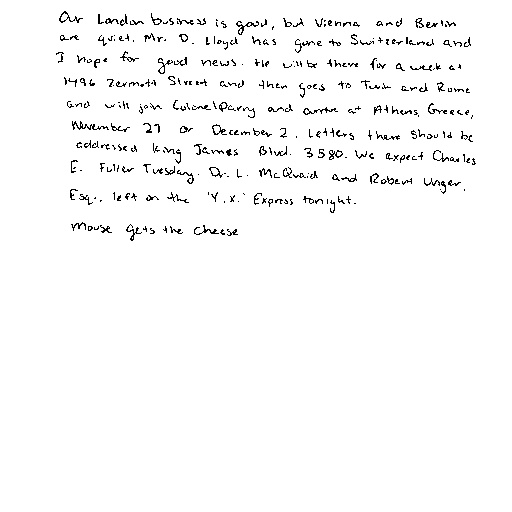 Our London business is good, but Vienna and Berlin
are quiet. Mr. D. Lloyd has gone to Switzerland and
I hope for good news. He will be there for a week at
1496 Zermott Street and then goes to Turin and Rome
and will join Colonel Parry and arrive at Athens, Greece,
November 27 or December 2. Letters there should be
addressed King James Blvd. 3580. We expect Charles
E. Fuller Tuesday. Dr. L. McQuaid and Robert Unger,
Esq., left on the 'Y.X.' Express tonight.
Mouse gets the cheese